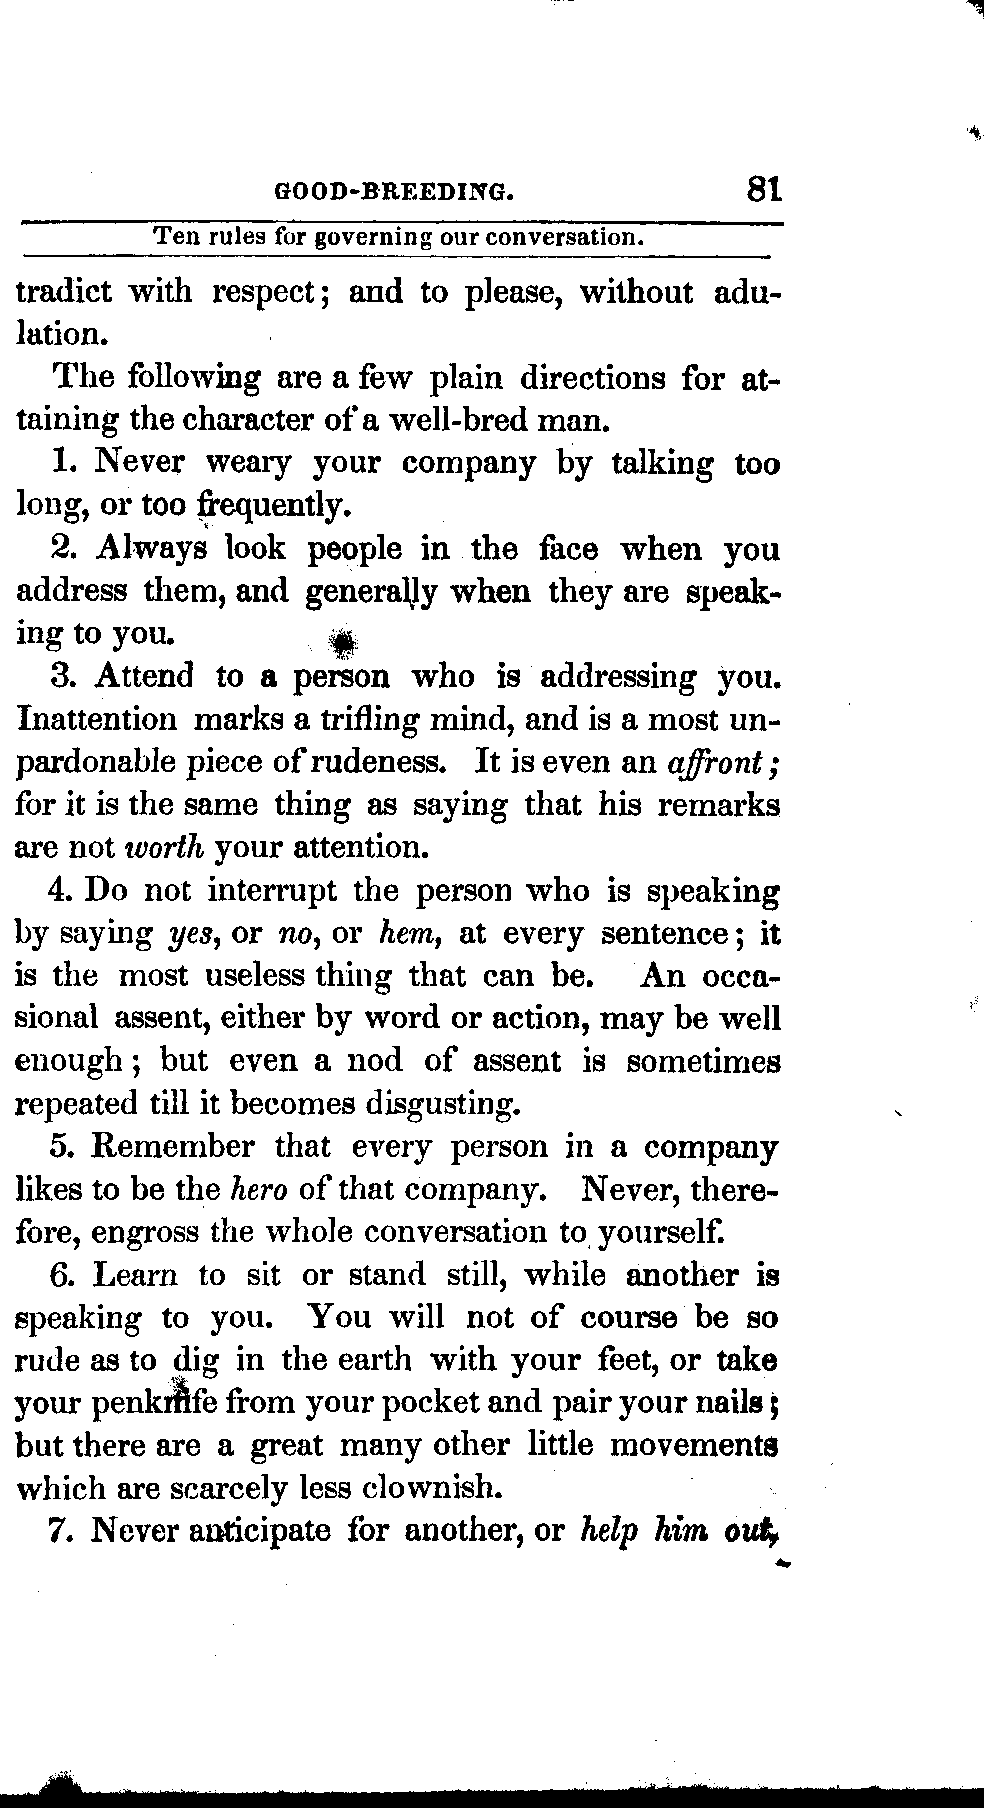 GOOD-BREEDING. 81
Ten rules for governing our conversation.
tradict with respect; and to please, without adu-
lation.
The following are a few plain directions for at-
taining the character of a well-bred man.
1. Never weary your company by talking too
long, or too frequently.
2. Always look people in the face when you
address them, and generally when they are speak-
ing to you.
3. Attend to a person who is addressing you.
Inattention marks a trifling mind, and is a most un-
pardonable piece of rudeness. It is even an affront;
for it is the same thing as saying that his remarks
are not worth your attention.
4. Do not interrupt the person who is speaking
by saying yes, or no, or hem, at every sentence; it
is the most useless thing that can be. An occa-
sional assent, either by word or action, may be well
enough; but even a nod of assent is sometimes
repeated till it becomes disgusting.
5. Remember that every person in a company
likes to be the hero of that company. Never, there-
fore, engross the whole conversation to yourself.
6. Learn to sit or stand still, while another is
speaking to you. You will not of course be so
rude as to dig in the earth with your feet, or take
your penknife from your pocket and pair your nails;
but there are a great many other little movements
which are scarcely less clownish.
7. Never anticipate for another, or help him out,